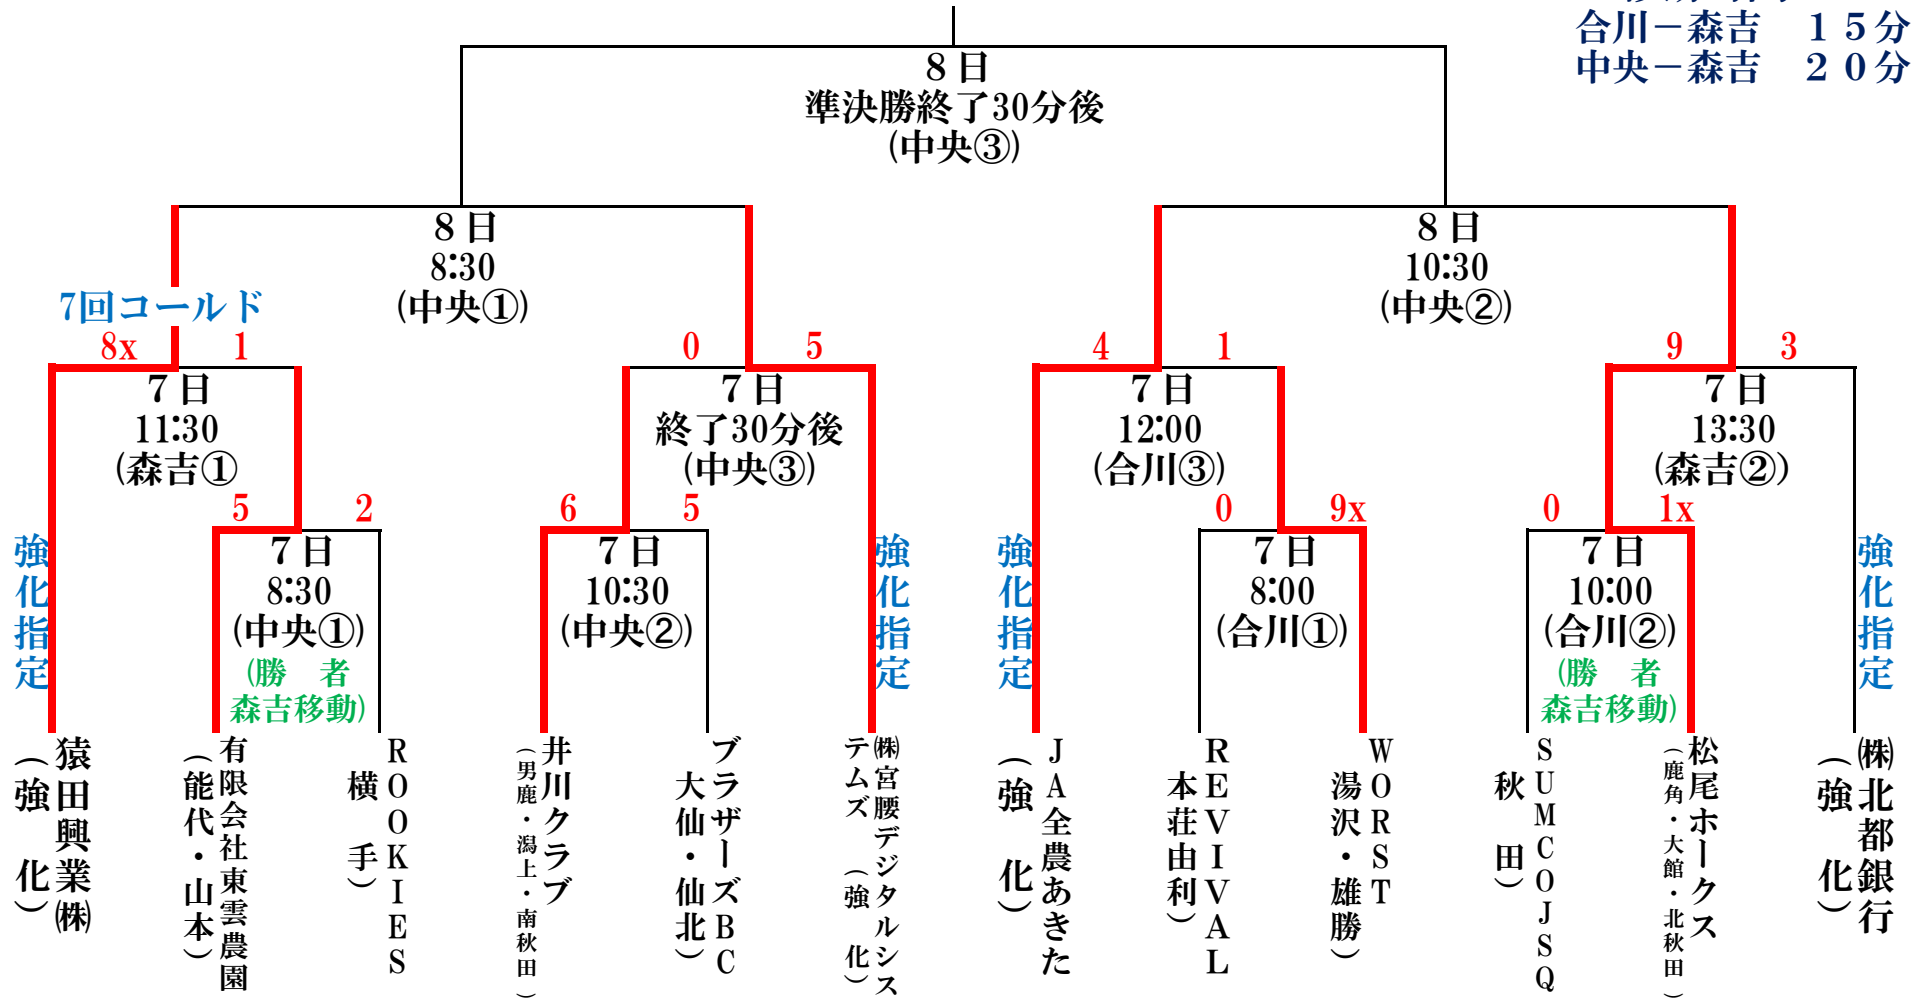 合川－森吉　１５分
中央－森吉　２０分
8日
準決勝終了30分後
(中央③)
8日
8:30
(中央①)
8日
10:30
(中央②)
7回コールド
8x
1
0
5
4
1
9
3
7日
11:30
(森吉①
7日
終了30分後
(中央③)
7日
12:00
(合川③)
7日
13:30
(森吉②)
5
2
6
5
0
9x
0
1x
7日
8:30
(中央①)
(勝　者
森吉移動)
7日
10:30
(中央②)
7日
8:00
(合川①)
7日
10:00
(合川②)
(勝　者
森吉移動)
強化指定
強化指定
強化指定
強化指定
猿田興業㈱
(強　化)
有限会社東雲農園
(能代・山本)
ROOKIES
横　手)
井川クラブ
(男鹿・潟上・南秋田)
ブラザーズBC
大仙・仙北)
㈱宮腰デジタルシス
テムズ　(強　化)
JA全農あきた
(強　化)
REVIVAL
本荘由利)
WORST
湯沢・雄勝)
SUMCOJSQ
秋　田)
松尾ホークス
(鹿角・大館・北秋田)
㈱北都銀行
(強　化)